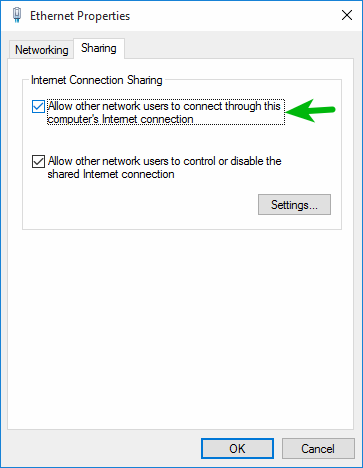 Ethernet Properties
Networking
Sharing
Internet Connection Sharing
Allow other network users to connect through this
computer's Internet connection
Allow other network users to control or disable the
shared Internet connection
Settings...
OK
Cancel